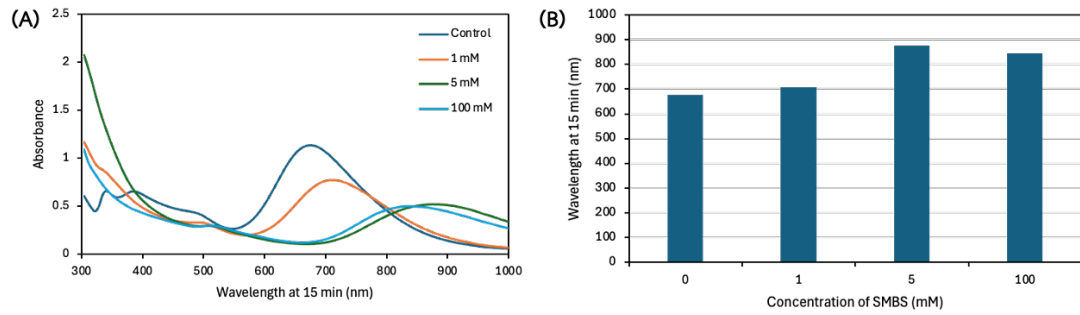 (A)
2.5
2
1.5
1
0.5
0
Absorbance
300 400 500 600 700 800 900 1000
Wavelength at 15 min (nm)
Control
1 mM
5 mM
100 mM
(B)
1000
900
800
700
600
500
400
300
200
100
0
Wavelength at 15 min (nm)
0 1 5 100
Concentration of SMBS (mM)